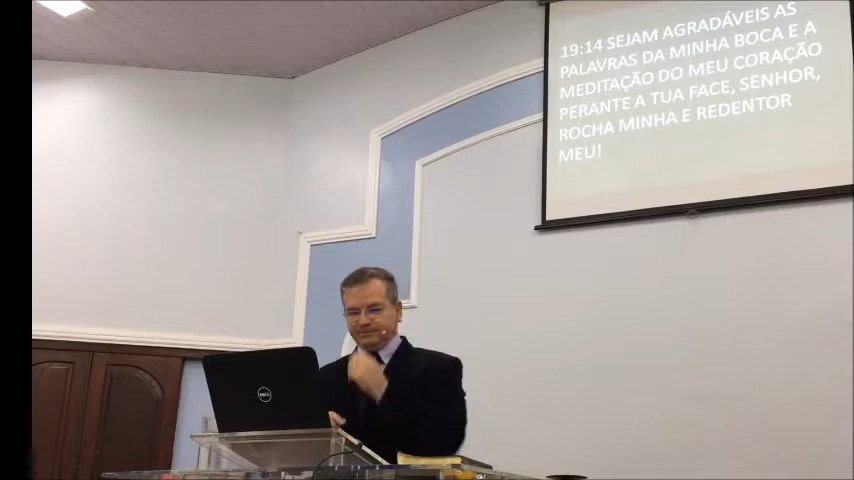 19:14 SEJAM AGRADÁVEIS AS
PALAVRAS DA MINHA BOCA E A
MEDITAÇÃO DO MEU CORAÇÃO
PERANTE A TUA FACE, SENHOR,
ROCHA MINHA E REDENTOR
MEU!
DELL